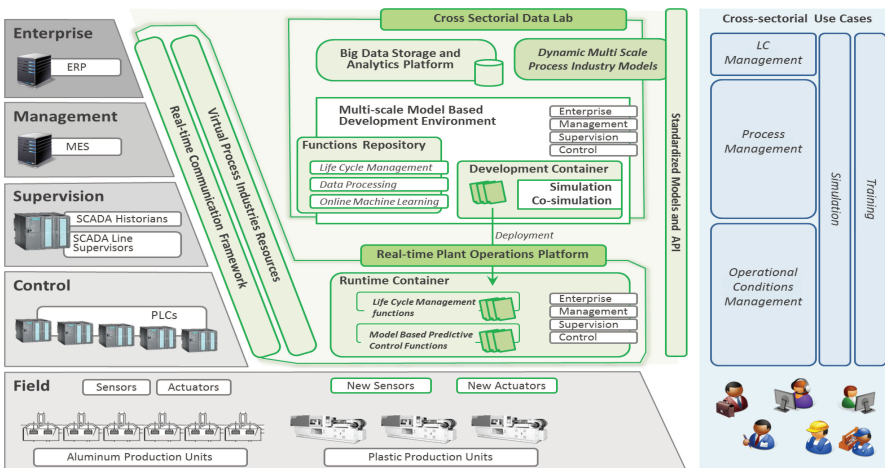 Enterprise
ERP
Management
MES
Supervision
SCADA Historians
SCADA Line
Supervisors
Control
PLCs
Field
Sensors
Actuators
New Sensors
New Actuators
Aluminum Production Units
Plastic Production Units
Real-time Communication Framework
Virtual Process Industries Resources
Cross Sectorial Data Lab
Big Data Storage and
Analytics Platform
Dynamic Multi Scale
Process Industry Models
Multi-scale Model Based
Development Environment
Enterprise
Management
Supervision
Control
Functions Repository
Life Cycle Management
Data Processing
Online Machine Learning
Development Container
Simulation
Co-simulation
Deployment
Real-time Plant Operations Platform
Runtime Container
Life Cycle Management
functions
Model Based Predictive
Control Functions
Enterprise
Management
Supervision
Control
Standardized Models and API
Cross-sectorial Use Cases
LC
Management
Process
Management
Operational
Conditions
Management
Simulation
Training